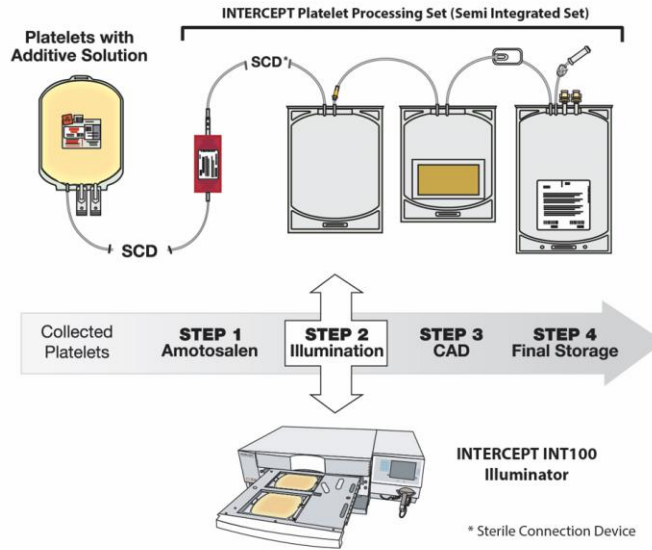 INTERCEPT Platelet Processing Set (Semi Integrated Set)
Platelets with
Additive Solution
SCD*
SCD
Collected
Platelets
STEP 1
Amotosalen
STEP 2
Illumination
STEP 3
CAD
STEP 4
Final Storage
INTERCEPT INT100
Illuminator
* Sterile Connection Device